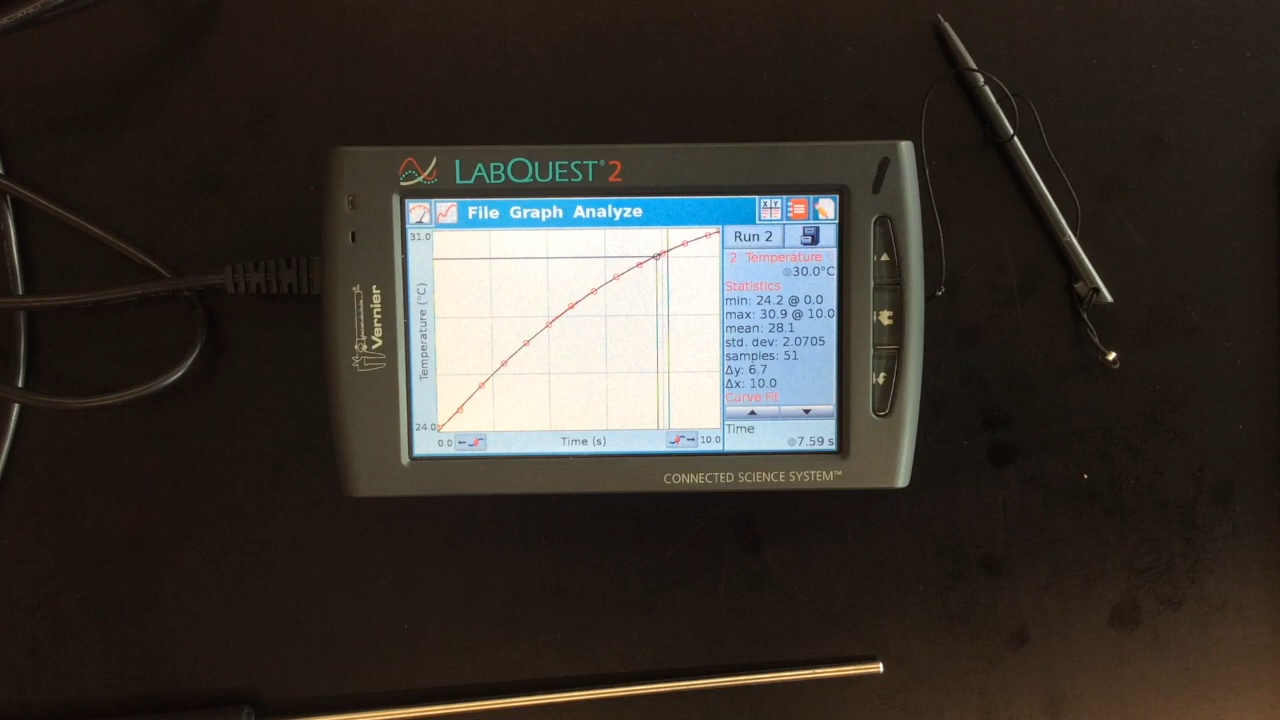 LABQUEST® 2
File Graph Analyze
X Y
Run 2
31.0
2 Temperature
@30.0°C
Statistics
min: 24.2 @ 0.0
max: 30.9 @ 10.0
mean: 28.1
std. dev: 2.0705
samples: 51
Δy: 6.7
Δx: 10.0
Curve Fit
Temperature (°C)
Vernier
24.0
0.0
Time (s)
10.0
Time
@7.59 s
CONNECTED SCIENCE SYSTEM™